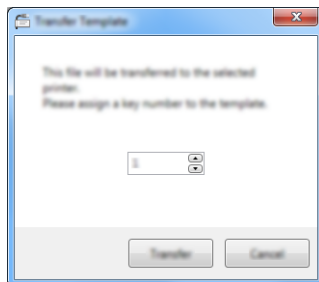 Transfer Template
This file will be transferred to the selected
printer.
Please assign a key number to the template.
Transfer
Cancel